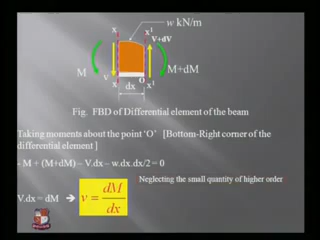 x x¹ w kN/m
V+dV
M M+dM
v
x O x¹
dx
Fig. FBD of Differential element of the beam
Taking moments about the point ‘O’ [Bottom-Right corner of the
differential element ]
- M + (M+dM) – V.dx – w.dx.dx/2 = 0
Neglecting the small quantity of higher order
V.dx = dM ➔ v = dM/dx